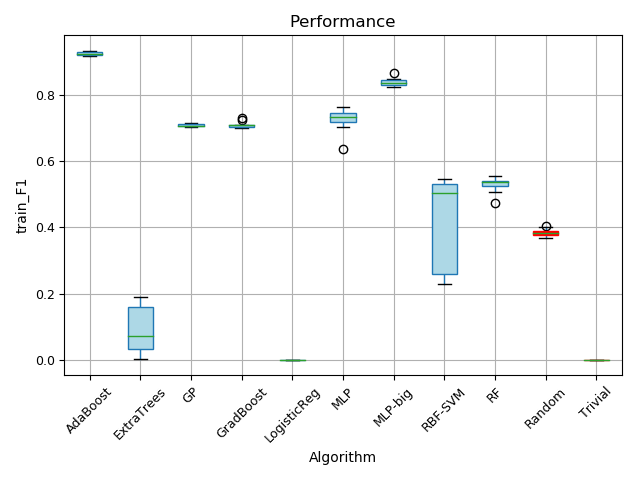 Performance
train_F1
0.8
0.6
0.4
0.2
0.0
AdaBoost
ExtraTrees
GP
GradBoost
LogisticReg
MLP
MLP-big
RBF-SVM
RF
Random
Trivial
Algorithm